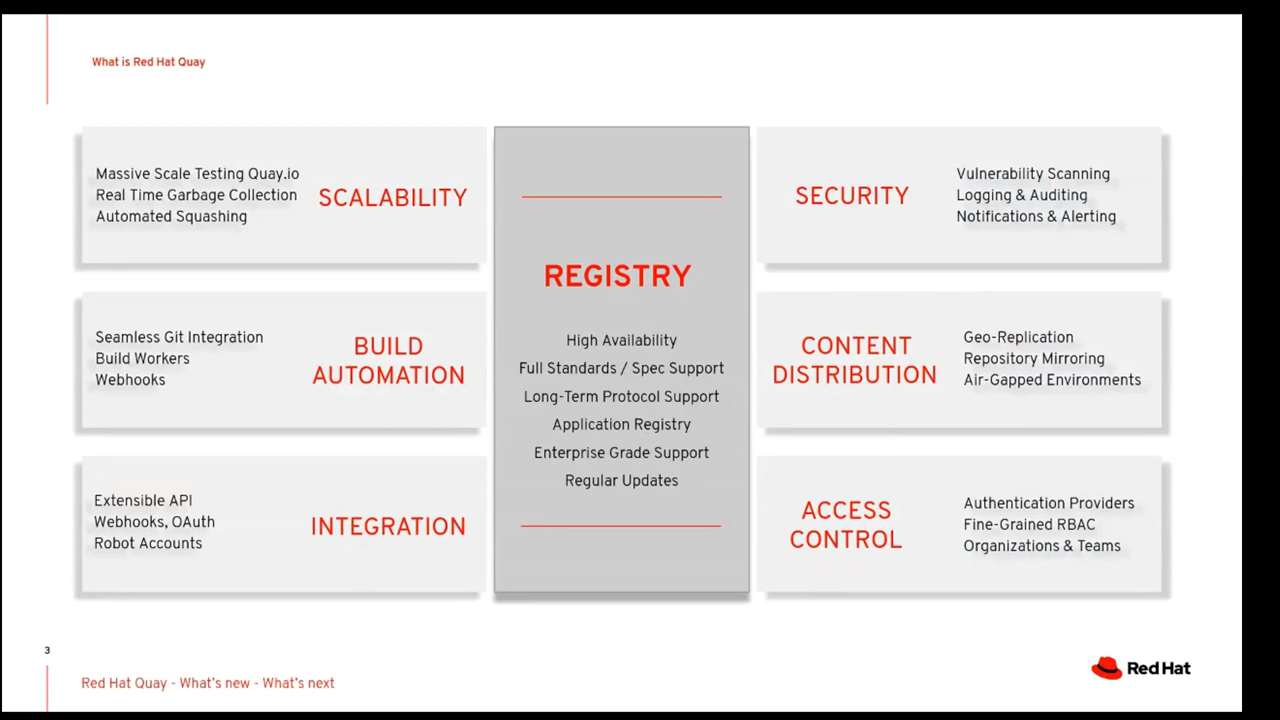 What is Red Hat Quay
Massive Scale Testing Quay.io
Real Time Garbage Collection
Automated Squashing
SCALABILITY
Seamless Git Integration
Build Workers
Webhooks
BUILD
AUTOMATION
Extensible API
Webhooks, OAuth
Robot Accounts
INTEGRATION
REGISTRY
High Availability
Full Standards / Spec Support
Long-Term Protocol Support
Application Registry
Enterprise Grade Support
Regular Updates
SECURITY
Vulnerability Scanning
Logging & Auditing
Notifications & Alerting
CONTENT
DISTRIBUTION
Geo-Replication
Repository Mirroring
Air-Gapped Environments
ACCESS
CONTROL
Authentication Providers
Fine-Grained RBAC
Organizations & Teams
3
Red Hat Quay - What's new - What's next
Red Hat